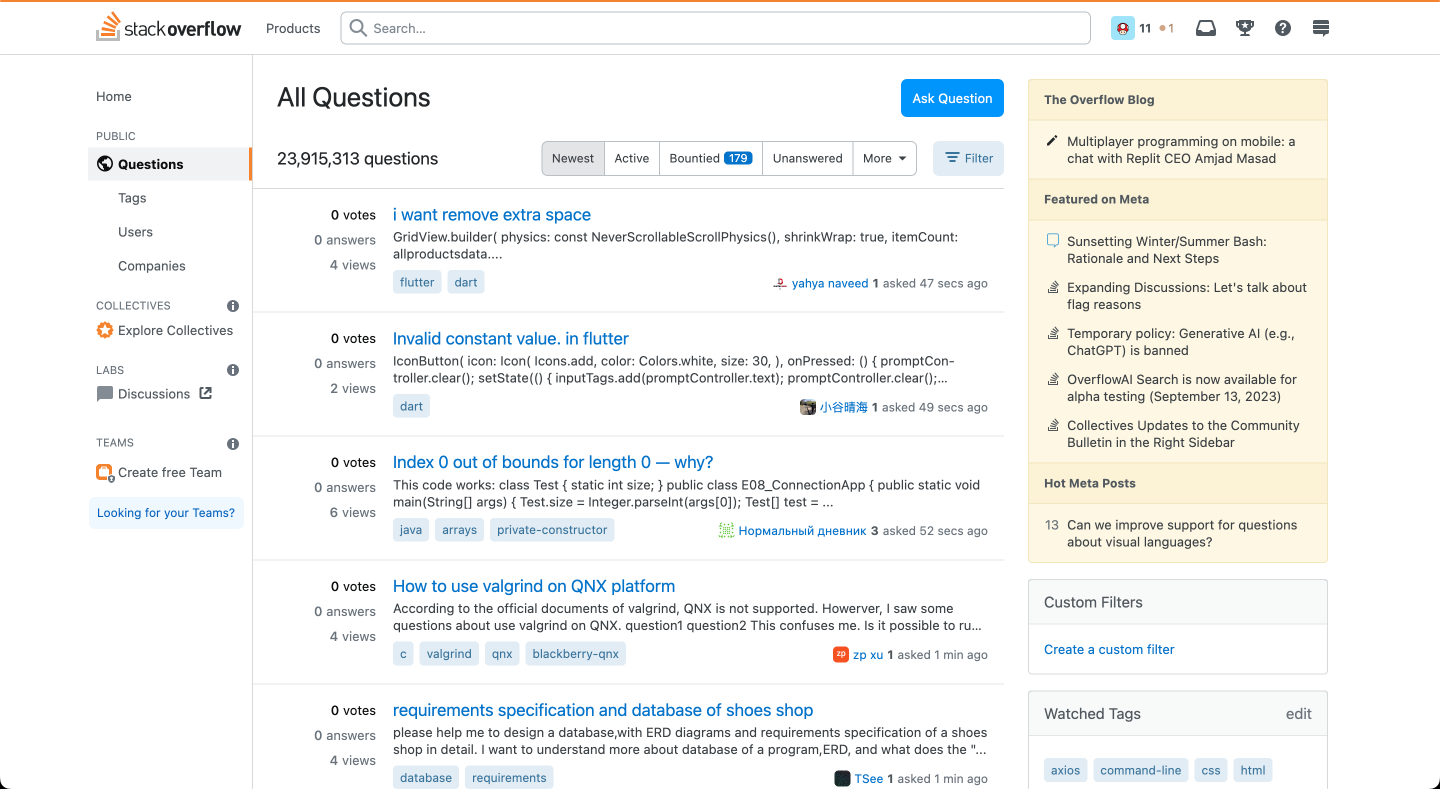 stackoverflow
Products
Search...
11
1
Home
PUBLIC
Questions
Tags
Users
Companies
COLLECTIVES
Explore Collectives
LABS
Discussions
TEAMS
Create free Team
Looking for your Teams?
All Questions
Ask Question
23,915,313 questions
Newest
Active
Bountied 179
Unanswered
More
Filter
0 votes
0 answers
4 views
i want remove extra space
GridView.builder( physics: const NeverScrollableScrollPhysics(), shrinkWrap: true, itemCount:
allproductsdata....
flutter dart
yahya naveed 1 asked 47 secs ago
0 votes
0 answers
2 views
Invalid constant value. in flutter
IconButton( icon: Icon( Icons.add, color: Colors.white, size: 30, ), onPressed: () { promptCon-
troller.clear(); setState(() { inputTags.add(promptController.text); promptController.clear();...
dart
小谷晴海 1 asked 49 secs ago
0 votes
0 answers
6 views
Index 0 out of bounds for length 0 — why?
This code works: class Test { static int size; } public class E08_ConnectionApp { public static void
main(String[] args) { Test.size = Integer.parseInt(args[0]); Test[] test = ...
java arrays private-constructor
Нормальный дневник 3 asked 52 secs ago
0 votes
0 answers
4 views
How to use valgrind on QNX platform
According to the official documents of valgrind, QNX is not supported. Howerver, I saw some
questions about use valgrind on QNX. question1 question2 This confuses me. Is it possible to ru...
c valgrind qnx blackberry-qnx
zp
zp xu 1 asked 1 min ago
0 votes
0 answers
4 views
requirements specification and database of shoes shop
please help me to design a database,with ERD diagrams and requirements specification of a shoes
shop in detail. I want to understand more about database of a program,ERD, and what does the "...
database requirements
TSee 1 asked 1 min ago
The Overflow Blog
Multiplayer programming on mobile: a
chat with Replit CEO Amjad Masad
Featured on Meta
Sunsetting Winter/Summer Bash:
Rationale and Next Steps
Expanding Discussions: Let's talk about
flag reasons
Temporary policy: Generative AI (e.g.,
ChatGPT) is banned
OverflowAI Search is now available for
alpha testing (September 13, 2023)
Collectives Updates to the Community
Bulletin in the Right Sidebar
Hot Meta Posts
13 Can we improve support for questions
about visual languages?
Custom Filters
Create a custom filter
Watched Tags
edit
axios command-line css html